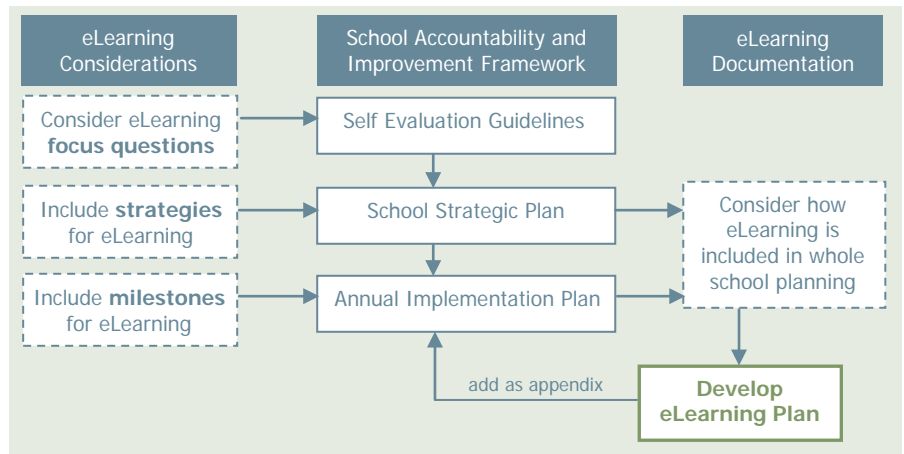 eLearning
Considerations
School Accountability and
Improvement Framework
eLearning
Documentation
Consider eLearning
focus questions
Self Evaluation Guidelines
Include strategies
for eLearning
School Strategic Plan
Consider how
eLearning is
included in whole
school planning
Include milestones
for eLearning
Annual Implementation Plan
add as appendix
Develop
eLearning Plan